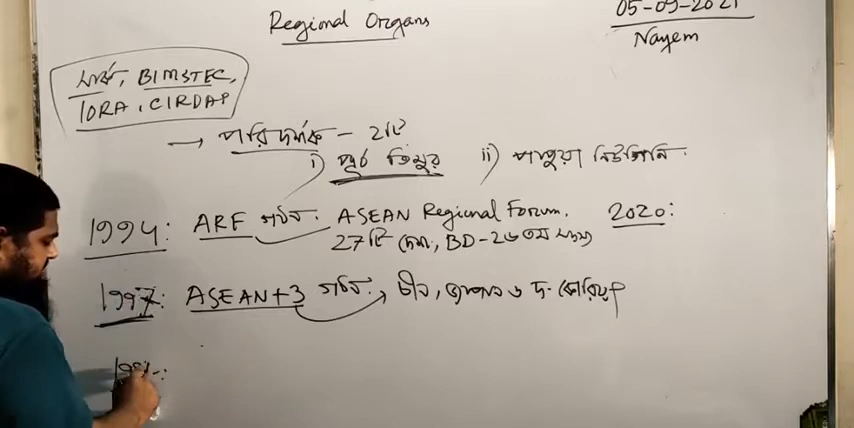 Regional Organs
05-09-2021
Nayem
সার্ক, BIMSTEC,
IORA, CIRDAP
→ পরিদর্শক - ২টি
i) পূর্ব তিমুর ii) পাপুয়া নিউগিনি.
1994: ARF গঠন. ASEAN Regional Forum. 2020:
27টি দেশ, BD-২৬তম সদস্য
1997: ASEAN+3 গঠন. চীন, জাপান ও দ. কোরিয়া